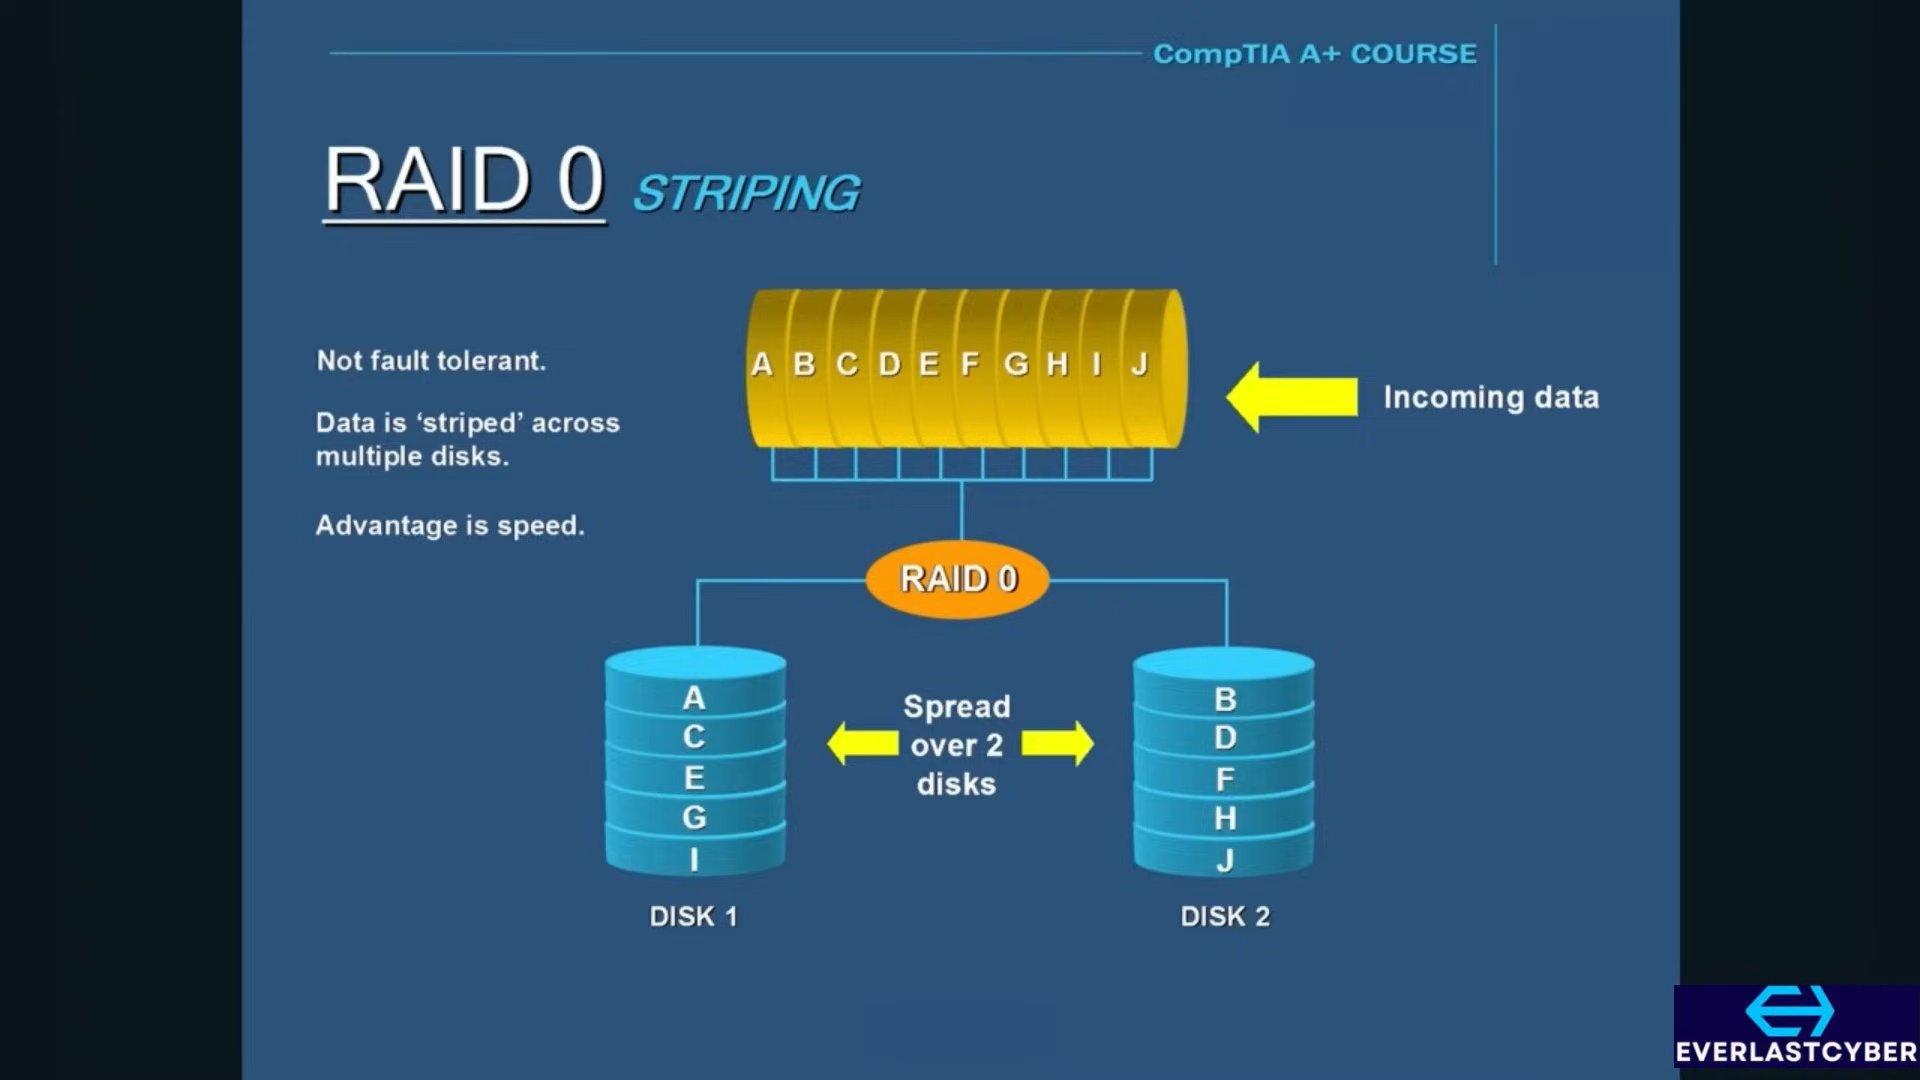 CompTIA A+ COURSE
RAID 0 STRIPING
Not fault tolerant.
Data is ‘striped’ across
multiple disks.
Advantage is speed.
A B C D E F G H I J
Incoming data
RAID 0
A
C
E
G
I
DISK 1
Spread
over 2
disks
B
D
F
H
J
DISK 2
EVERLASTCYBER